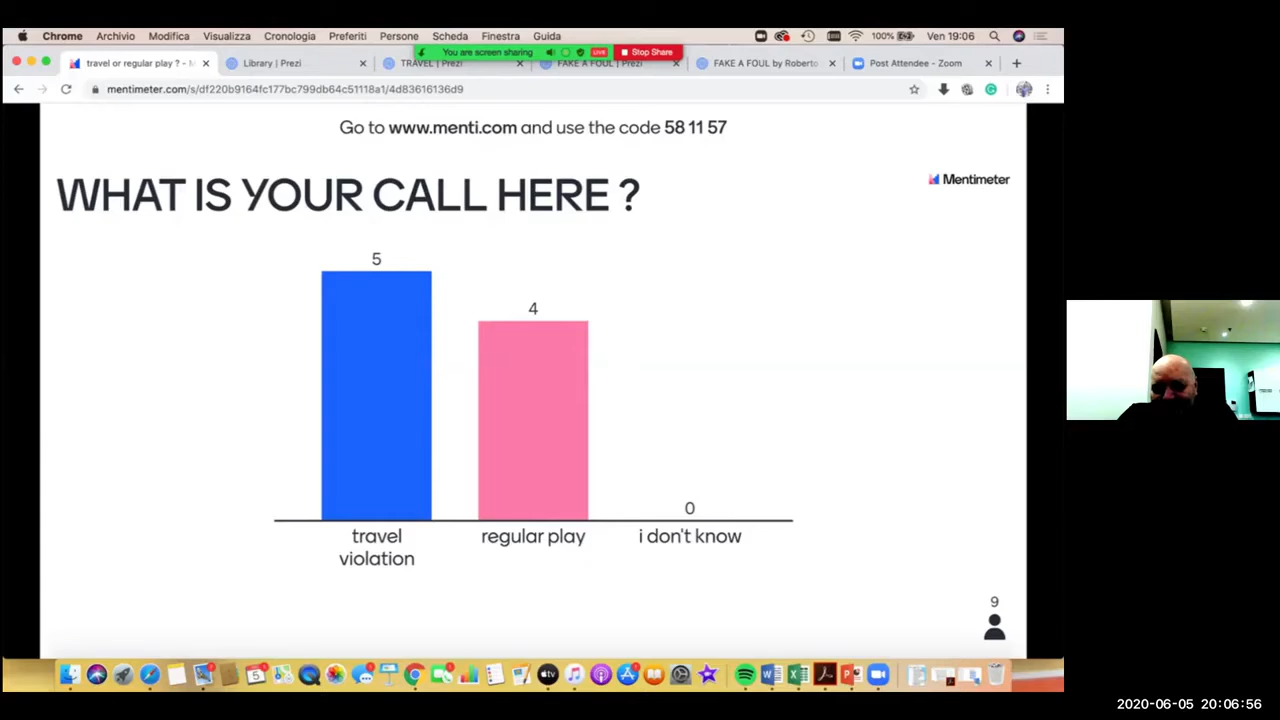 Chrome Archivio Modifica Visualizza Cronologia Preferiti Persone Scheda Finestra Guida 100% Ven 19:06
You are screen sharing LIVE Stop Share
travel or regular play ? - M
Library | Prezi
TRAVEL | Prezi
FAKE A FOUL | Prezi
FAKE A FOUL by Roberto
Post Attendee - Zoom
mentimeter.com/s/df220b9164fc177bc799db64c51118a1/4d83616136d9
Go to www.menti.com and use the code 58 11 57
WHAT IS YOUR CALL HERE ?
Mentimeter
5
4
0
travel
violation
regular play
i don't know
9
5
tv
2020-06-05 20:06:56